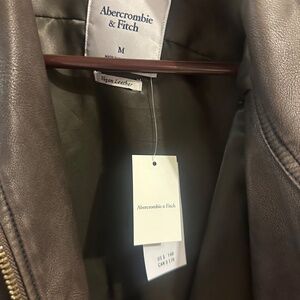 Abercrombie
& Fitch
M
Vegan Leather
Abercrombie & Fitch